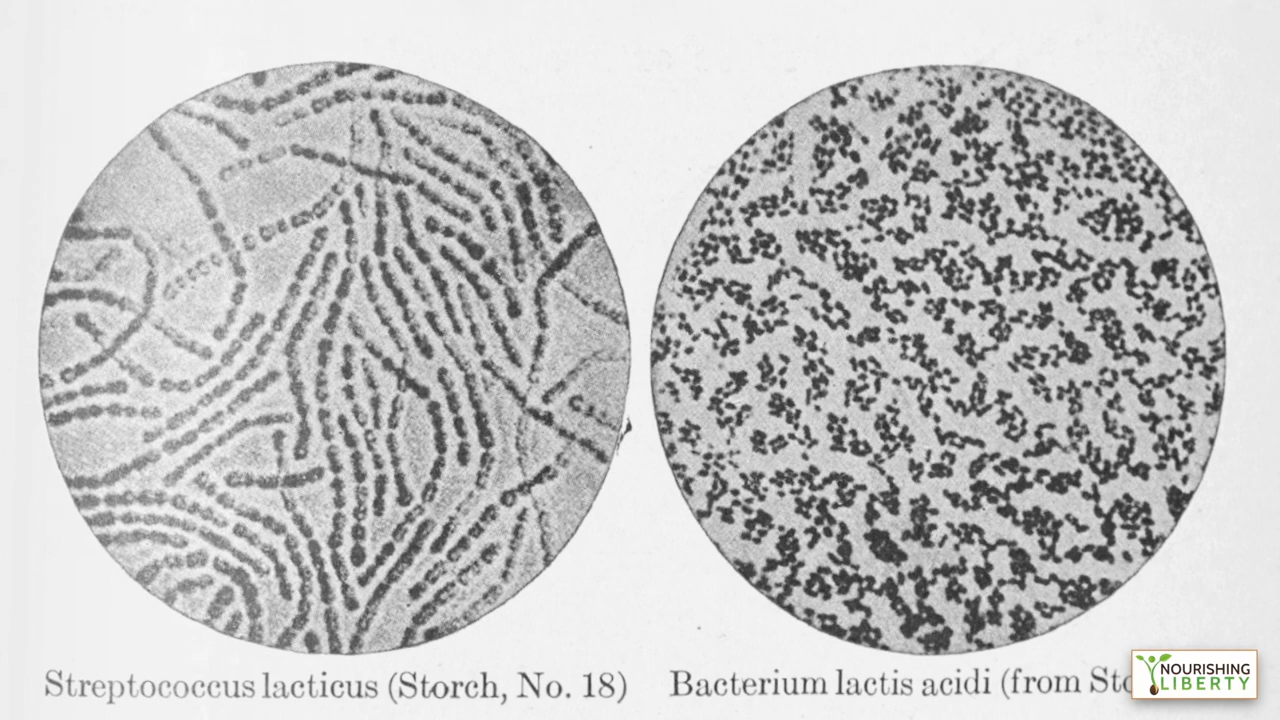 Streptococcus lacticus (Storch, No. 18)
Bacterium lactis acidi (from
NOURISHING
LIBERTY